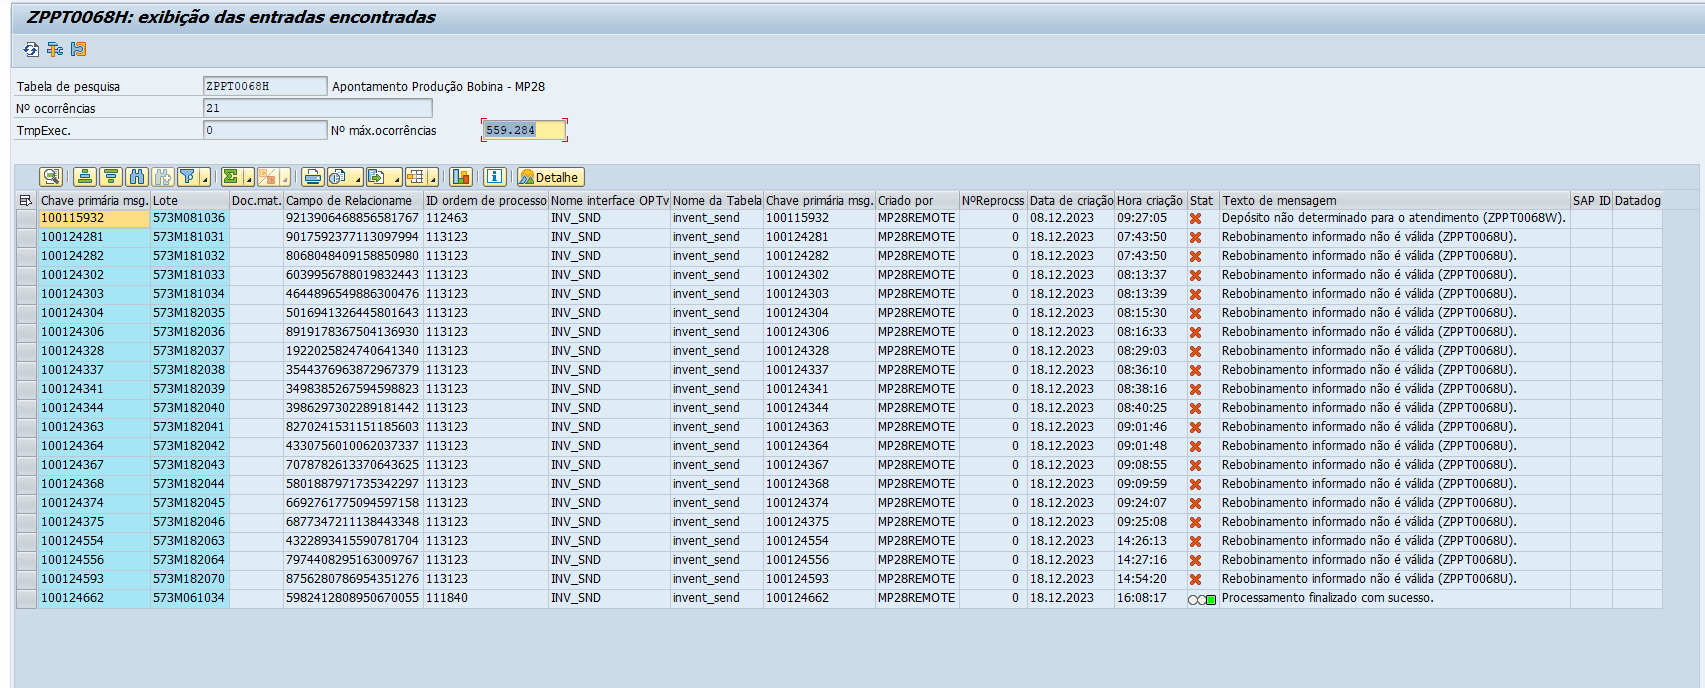 ZPPT0068H: exibição das entradas encontradas
Tabela de pesquisa ZPPT0068H Apontamento Produção Bobina - MP28
Nº ocorrências 21
TmpExec. 0 Nº máx.ocorrências 559.284
Detalhe
Chave primária msg. Lote Doc.mat. Campo de Relacioname ID ordem de processo Nome interface OPTv Nome da Tabela Chave primária msg. Criado por NºReprocss Data de criação Hora criação Stat Texto de mensagem SAP ID Datadog
100115932 573M081036 9213906468856581767 112463 INV_SND invent_send 100115932 MP28REMOTE 0 08.12.2023 09:27:05 Depósito não determinado para o atendimento (ZPPT0068W).
100124281 573M181031 9017592377113097994 113123 INV_SND invent_send 100124281 MP28REMOTE 0 18.12.2023 07:43:50 Rebobinamento informado não é válida (ZPPT0068U).
100124282 573M181032 8068048409158850980 113123 INV_SND invent_send 100124282 MP28REMOTE 0 18.12.2023 07:43:50 Rebobinamento informado não é válida (ZPPT0068U).
100124302 573M181033 6039956788019832443 113123 INV_SND invent_send 100124302 MP28REMOTE 0 18.12.2023 08:13:37 Rebobinamento informado não é válida (ZPPT0068U).
100124303 573M181034 4644896549886300476 113123 INV_SND invent_send 100124303 MP28REMOTE 0 18.12.2023 08:13:39 Rebobinamento informado não é válida (ZPPT0068U).
100124304 573M182035 5016941326445801643 113123 INV_SND invent_send 100124304 MP28REMOTE 0 18.12.2023 08:15:30 Rebobinamento informado não é válida (ZPPT0068U).
100124306 573M182036 8919178367504136930 113123 INV_SND invent_send 100124306 MP28REMOTE 0 18.12.2023 08:16:33 Rebobinamento informado não é válida (ZPPT0068U).
100124328 573M182037 1922025824740641340 113123 INV_SND invent_send 100124328 MP28REMOTE 0 18.12.2023 08:29:03 Rebobinamento informado não é válida (ZPPT0068U).
100124337 573M182038 3544376963872967379 113123 INV_SND invent_send 100124337 MP28REMOTE 0 18.12.2023 08:36:10 Rebobinamento informado não é válida (ZPPT0068U).
100124341 573M182039 3498385267594598823 113123 INV_SND invent_send 100124341 MP28REMOTE 0 18.12.2023 08:38:16 Rebobinamento informado não é válida (ZPPT0068U).
100124344 573M182040 3986297302289181442 113123 INV_SND invent_send 100124344 MP28REMOTE 0 18.12.2023 08:40:25 Rebobinamento informado não é válida (ZPPT0068U).
100124363 573M182041 8270241531151185603 113123 INV_SND invent_send 100124363 MP28REMOTE 0 18.12.2023 09:01:46 Rebobinamento informado não é válida (ZPPT0068U).
100124364 573M182042 4330756010062037337 113123 INV_SND invent_send 100124364 MP28REMOTE 0 18.12.2023 09:01:48 Rebobinamento informado não é válida (ZPPT0068U).
100124367 573M182043 7078782613370643625 113123 INV_SND invent_send 100124367 MP28REMOTE 0 18.12.2023 09:08:55 Rebobinamento informado não é válida (ZPPT0068U).
100124368 573M182044 5801887971735342297 113123 INV_SND invent_send 100124368 MP28REMOTE 0 18.12.2023 09:09:59 Rebobinamento informado não é válida (ZPPT0068U).
100124374 573M182045 6692761775094597158 113123 INV_SND invent_send 100124374 MP28REMOTE 0 18.12.2023 09:24:07 Rebobinamento informado não é válida (ZPPT0068U).
100124375 573M182046 6877347211138443348 113123 INV_SND invent_send 100124375 MP28REMOTE 0 18.12.2023 09:25:08 Rebobinamento informado não é válida (ZPPT0068U).
100124554 573M182063 4322893415590781704 113123 INV_SND invent_send 100124554 MP28REMOTE 0 18.12.2023 14:26:13 Rebobinamento informado não é válida (ZPPT0068U).
100124556 573M182064 7974408295163009767 113123 INV_SND invent_send 100124556 MP28REMOTE 0 18.12.2023 14:27:16 Rebobinamento informado não é válida (ZPPT0068U).
100124593 573M182070 8756280786954351276 113123 INV_SND invent_send 100124593 MP28REMOTE 0 18.12.2023 14:54:20 Rebobinamento informado não é válida (ZPPT0068U).
100124662 573M061034 5982412808950670055 111840 INV_SND invent_send 100124662 MP28REMOTE 0 18.12.2023 16:08:17 Processamento finalizado com sucesso.